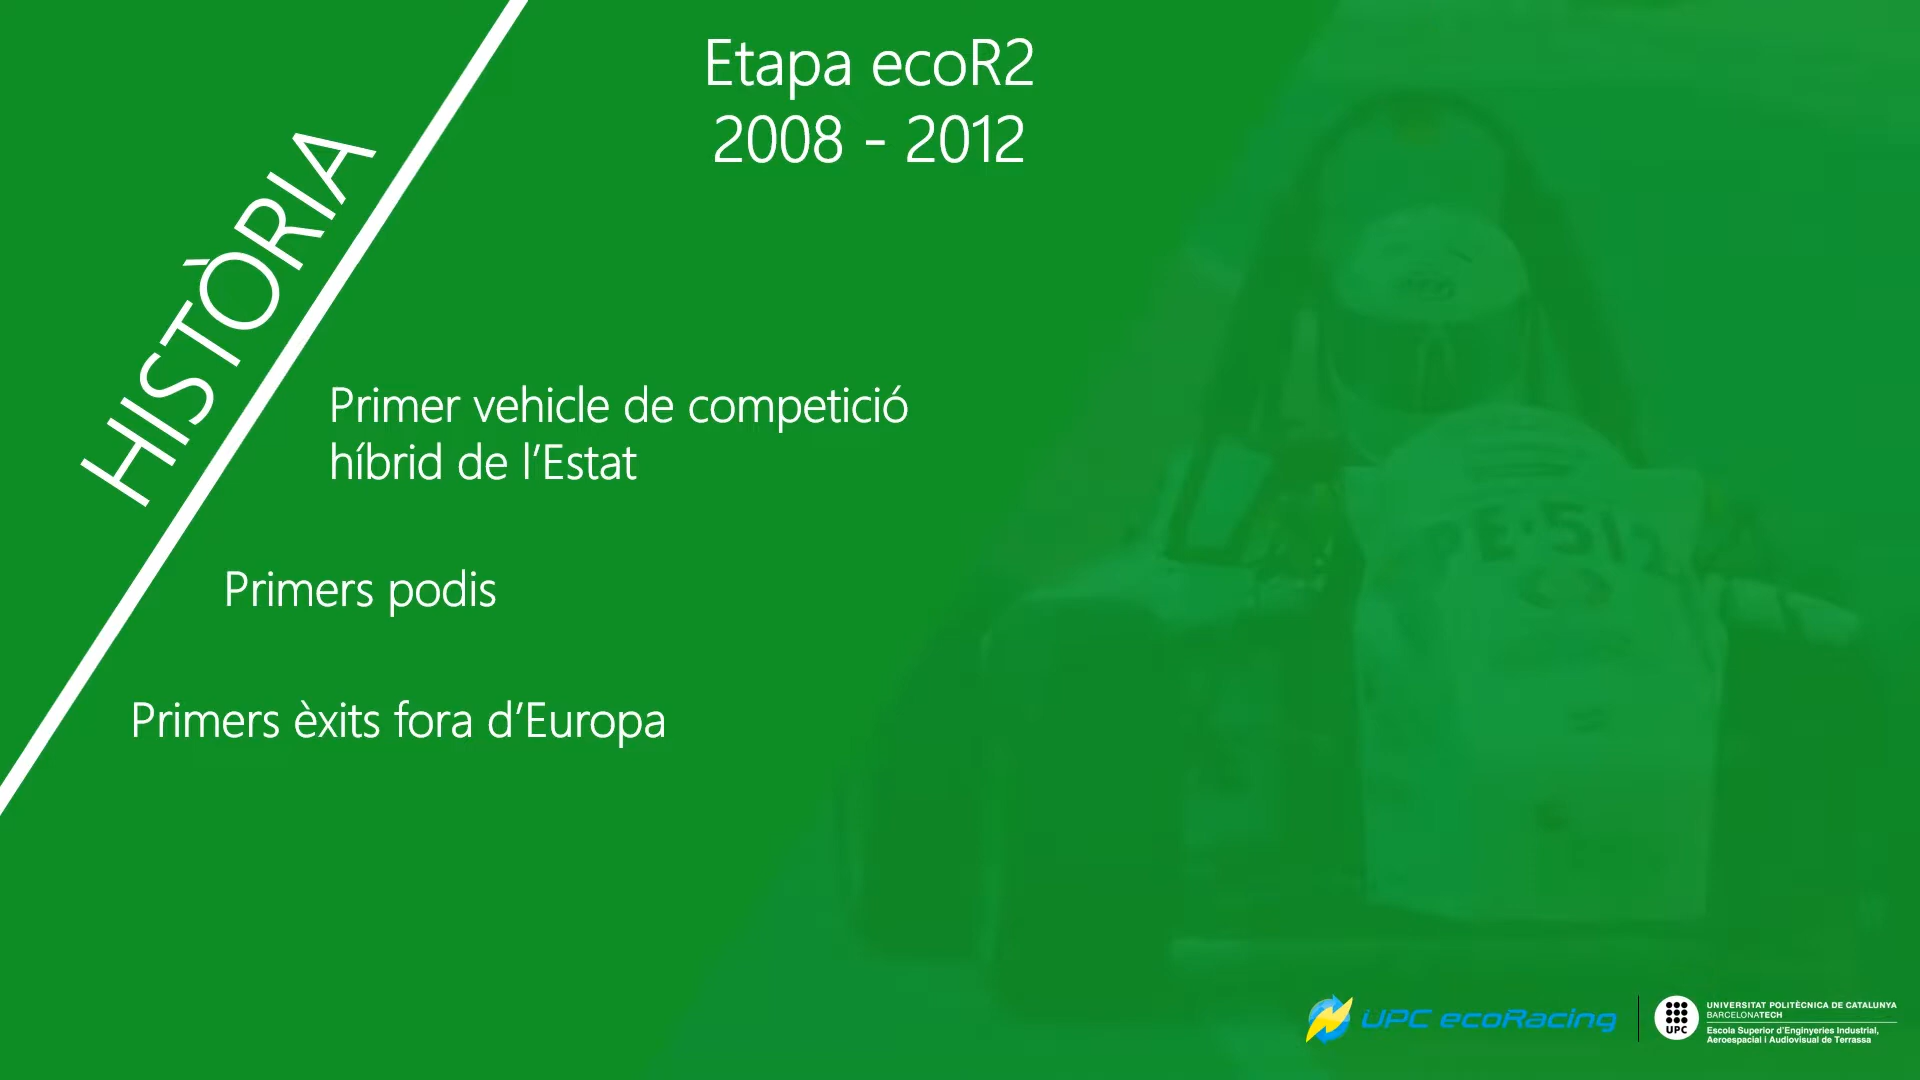 Etapa ecoR2
2008 - 2012
HISTÒRIA
Primer vehicle de competició
híbrid de l’Estat
Primers podis
Primers èxits fora d’Europa
UPC ecoRacing
UPC
UNIVERSITAT POLITÈCNICA DE CATALUNYA
BARCELONATECH
Escola Superior d’Enginyeries Industrial,
Aeroespacial i Audiovisual de Terrassa